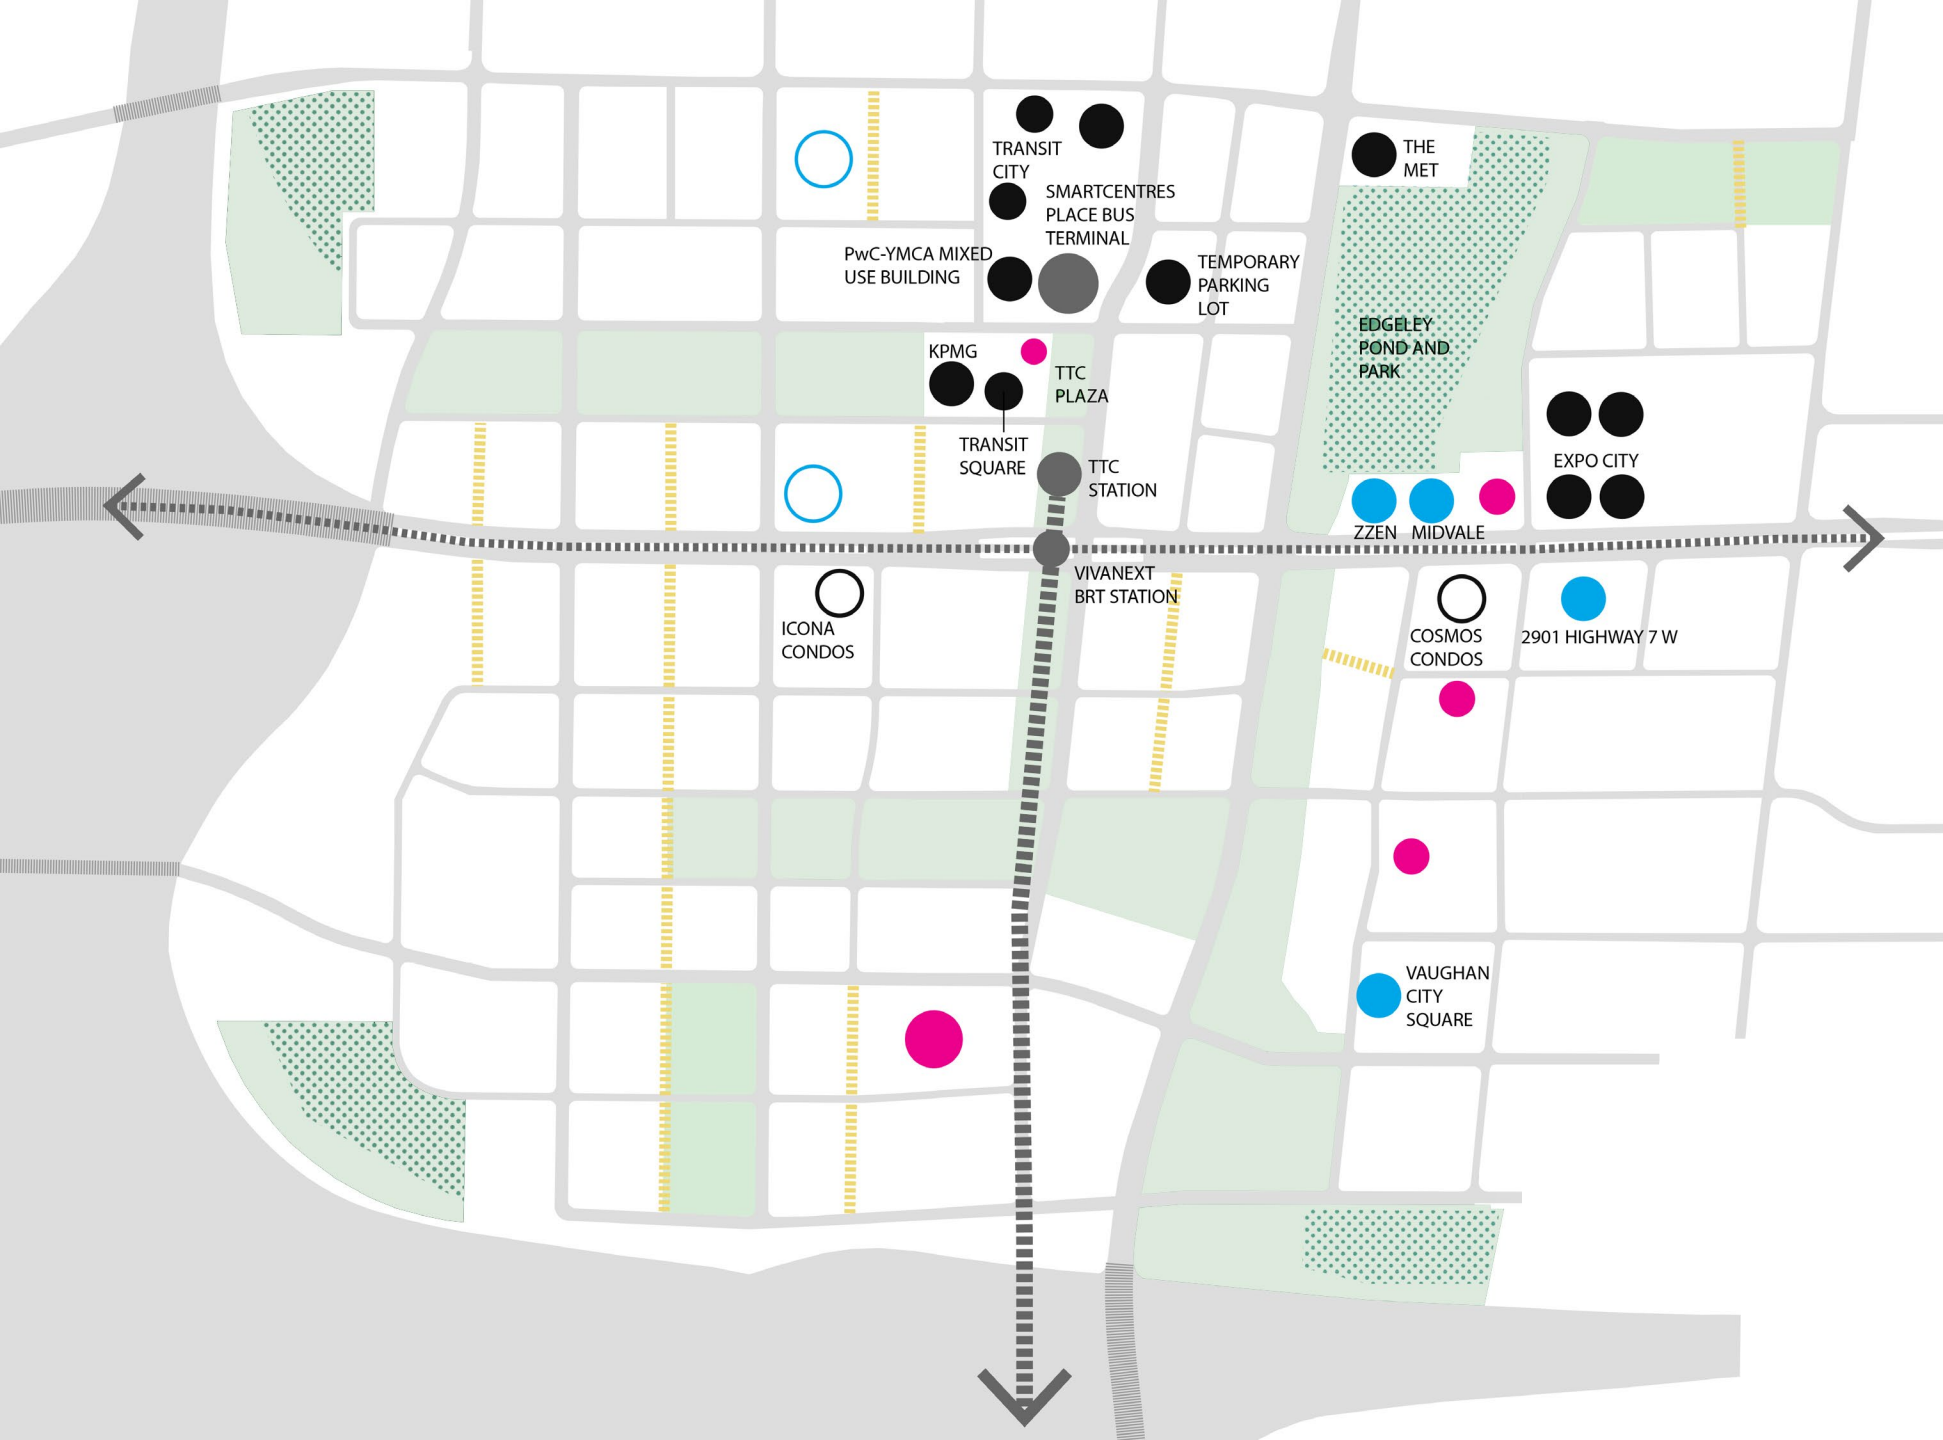 TRANSIT
CITY
THE
MET
SMARTCENTRES
PLACE BUS
TERMINAL
PwC-YMCA MIXED
USE BUILDING
TEMPORARY
PARKING
LOT
EDGELEY
POND AND
PARK
KPMG
TTC
PLAZA
TRANSIT
SQUARE
TTC
STATION
EXPO CITY
ZZEN
MIDVALE
VIVANEXT
BRT STATION
ICONA
CONDOS
COSMOS
CONDOS
2901 HIGHWAY 7 W
VAUGHAN
CITY
SQUARE